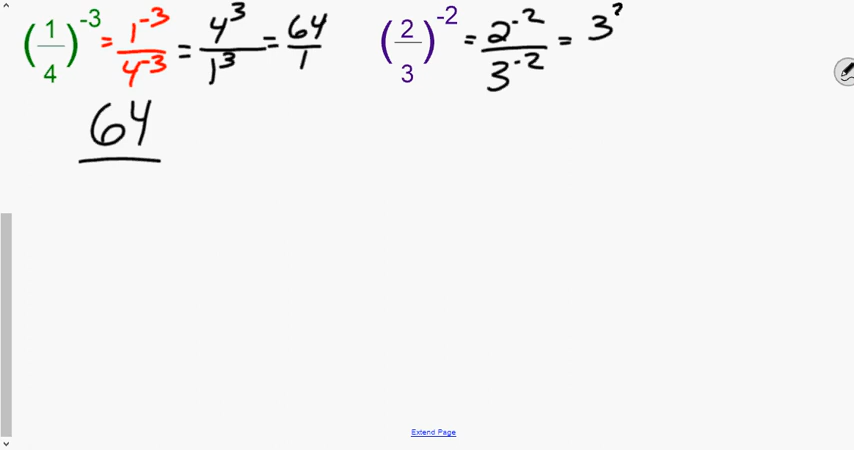 (1/4)^-3 = 1^-3/4^-3 = 4^3/1^3 = 64/1
64
(2/3)^-2 = 2^-2/3^-2 = 3^2
Extend Page